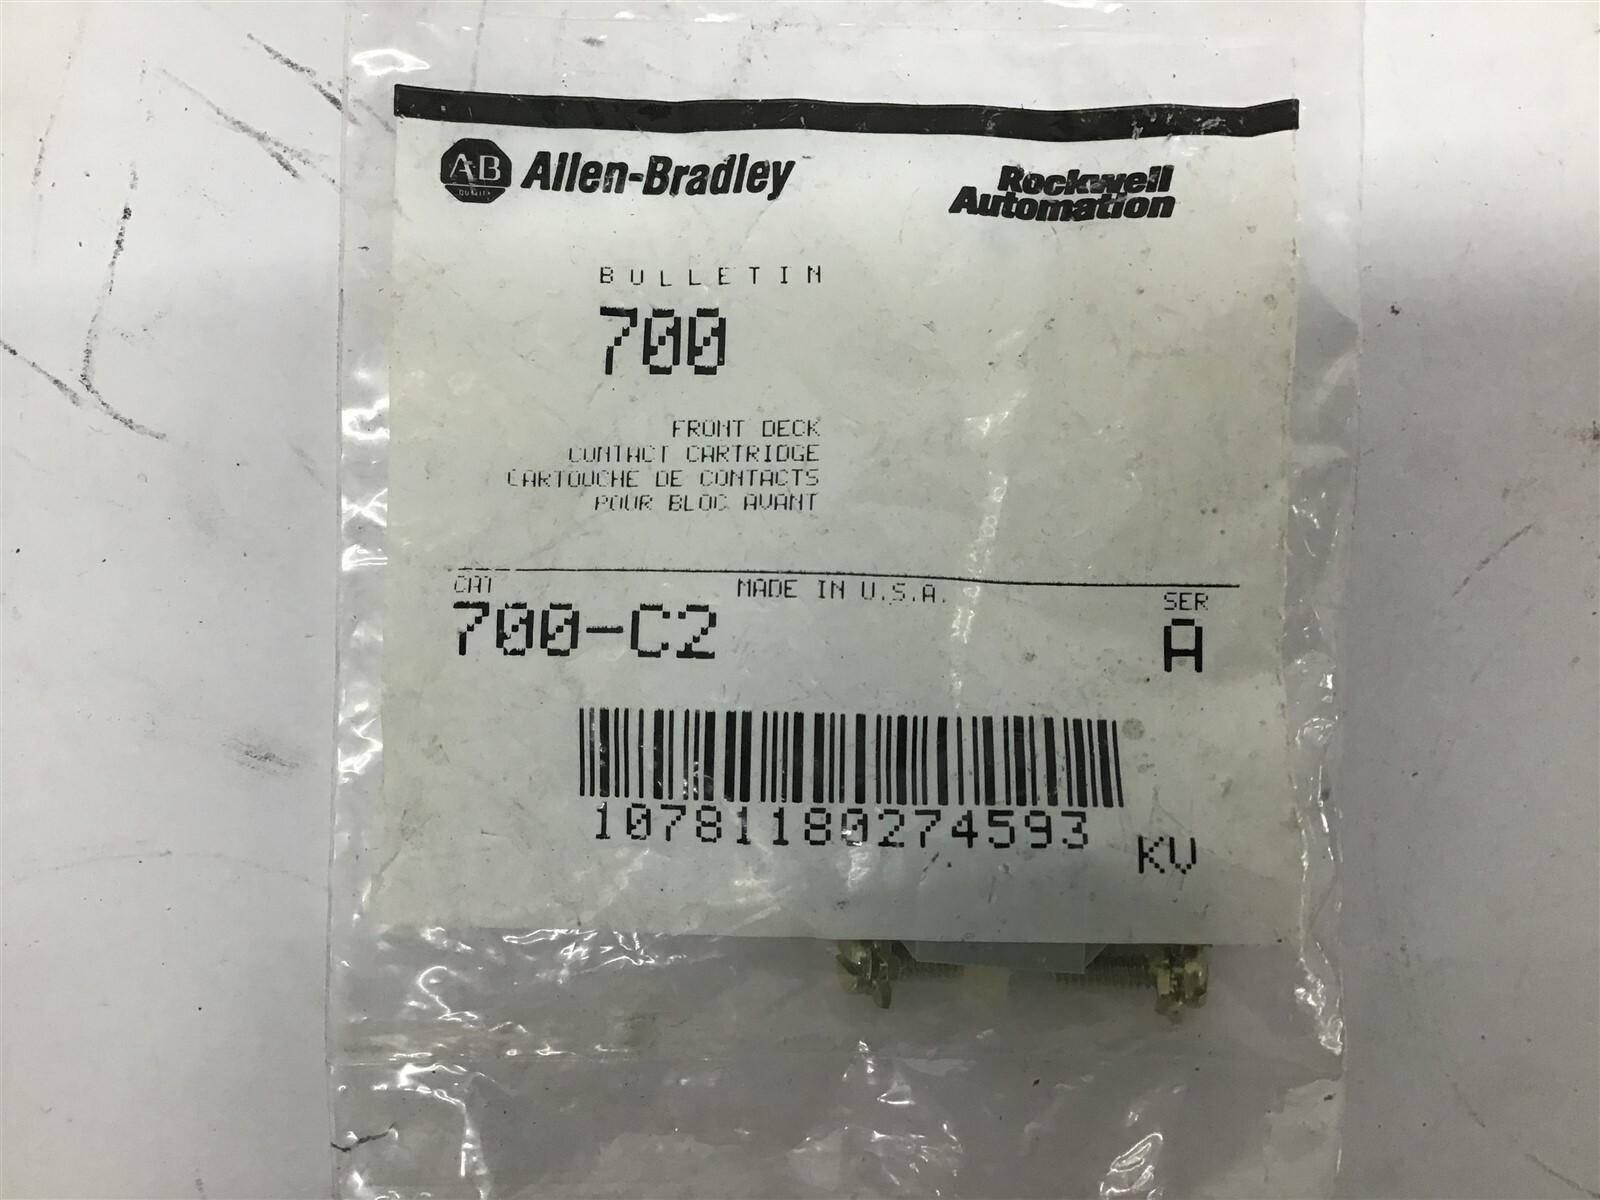 AB
QUALITY
Allen-Bradley
Rockwell
Automation
BULLETIN
700
FRONT DECK
CONTACT CARTRIDGE
CARTOUCHE DE CONTACTS
POUR BLOC AVANT
CAT
MADE IN U.S.A.
SER
700-C2
A
10781180274593
KV